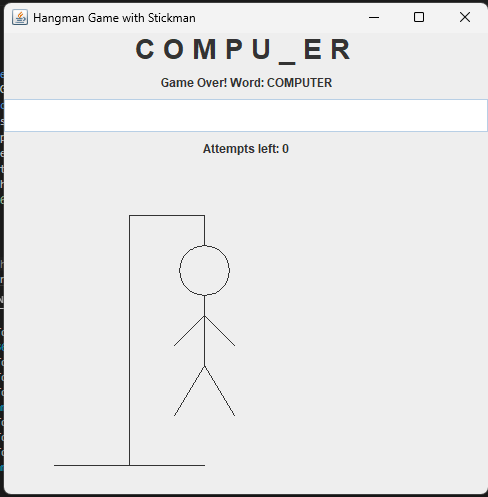 Hangman Game with Stickman
C O M P U _ E R
Game Over! Word: COMPUTER
Attempts left: 0